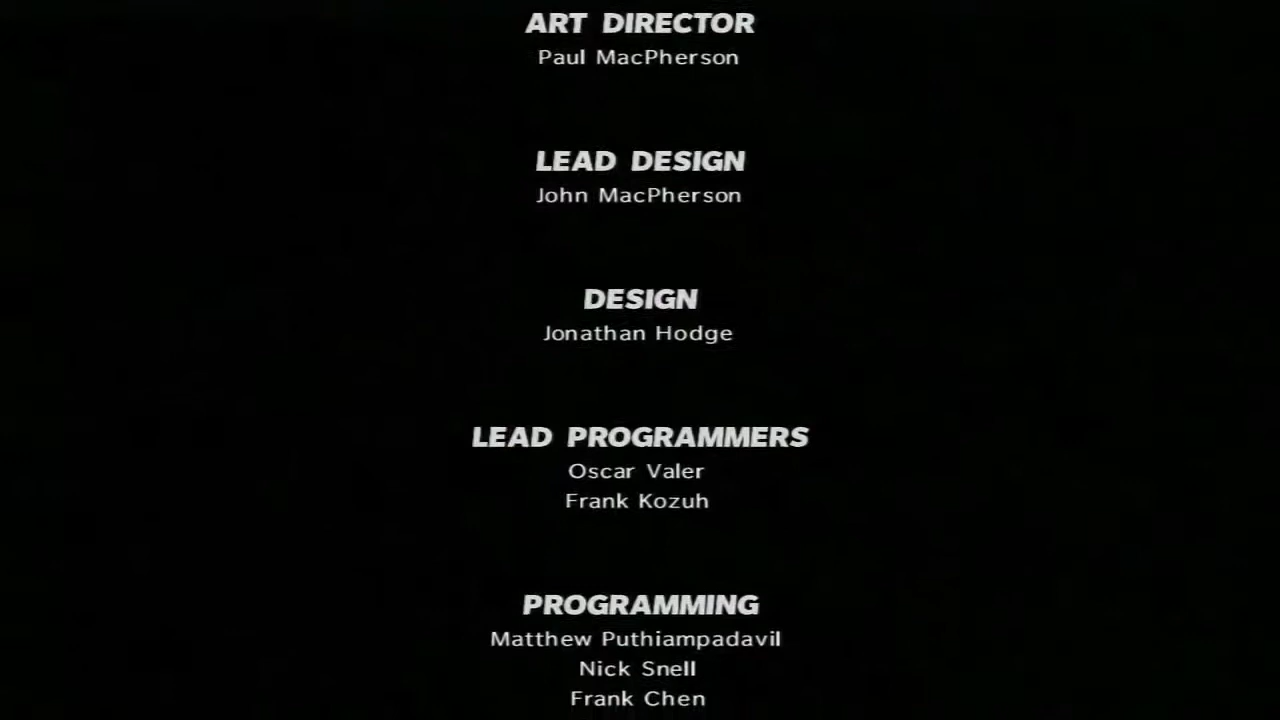 ART DIRECTOR
Paul MacPherson
LEAD DESIGN
John MacPherson
DESIGN
Jonathan Hodge
LEAD PROGRAMMERS
Oscar Valer
Frank Kozuh
PROGRAMMING
Matthew Puthiampadavil
Nick Snell
Frank Chen